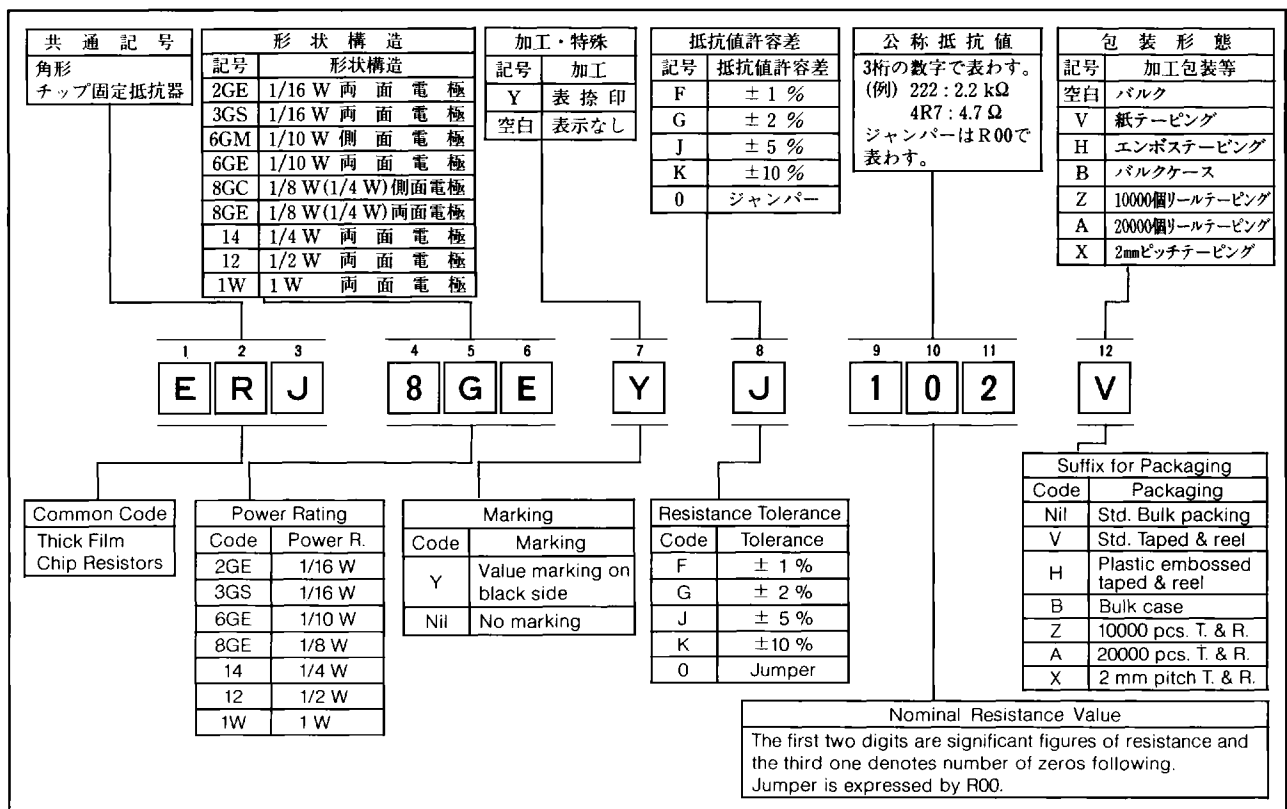 共通記号
角形
チップ固定抵抗器
形状構造
記号 形状構造
2GE 1/16 W 両面電極
3GS 1/16 W 両面電極
6GM 1/10 W 側面電極
6GE 1/10 W 両面電極
8GC 1/8 W(1/4 W)側面電極
8GE 1/8 W(1/4 W)両面電極
14 1/4 W 両面電極
12 1/2 W 両面電極
1W 1 W 両面電極
加工・特殊
記号 加工
Y 表捺印
空白 表示なし
抵抗値許容差
記号 抵抗値許容差
F ±1 %
G ±2 %
J ±5 %
K ±10 %
0 ジャンパー
公称抵抗値
3桁の数字で表わす。
(例) 222 : 2.2 kΩ
4R7 : 4.7 Ω
ジャンパーはR00で
表わす。
包装形態
記号 加工包装等
空白 バルク
V 紙テーピング
H エンボステーピング
B バルクケース
Z 10000個リールテーピング
A 20000個リールテーピング
X 2mmピッチテーピング
1 2 3 4 5 6 7 8 9 10 11 12
E R J 8 G E Y J 1 0 2 V
Common Code
Thick Film
Chip Resistors
Power Rating
Code Power R.
2GE 1/16 W
3GS 1/16 W
6GE 1/10 W
8GE 1/8 W
14 1/4 W
12 1/2 W
1W 1 W
Marking
Code Marking
Y Value marking on
black side
Nil No marking
Resistance Tolerance
Code Tolerance
F ± 1 %
G ± 2 %
J ± 5 %
K ±10 %
0 Jumper
Suffix for Packaging
Code Packaging
Nil Std. Bulk packing
V Std. Taped & reel
H Plastic embossed
taped & reel
B Bulk case
Z 10000 pcs. T. & R.
A 20000 pcs. T. & R.
X 2 mm pitch T. & R.
Nominal Resistance Value
The first two digits are significant figures of resistance and
the third one denotes number of zeros following.
Jumper is expressed by R00.